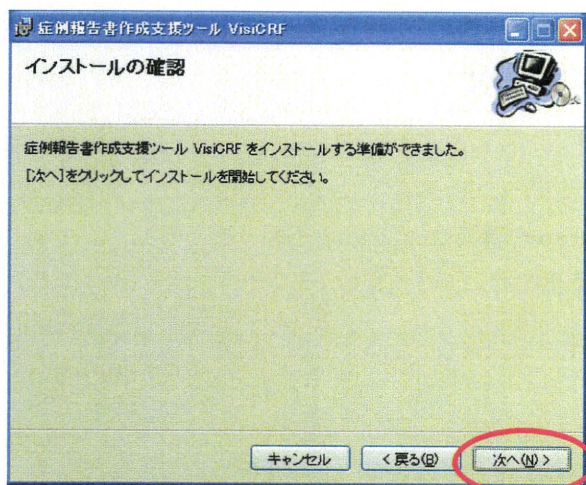 症例報告書作成支援ツール VisiCRF
インストールの確認
症例報告書作成支援ツール VisiCRF をインストールする準備ができました。
[次へ]をクリックしてインストールを開始してください。
キャンセル
< 戻る(B)
次へ(N) >